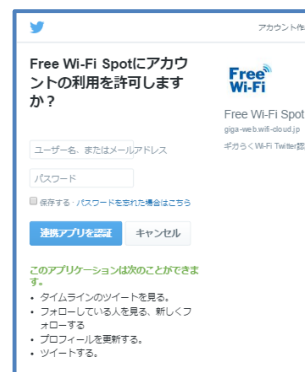 アカウント作
Free Wi-Fi Spotにアカウ
ントの利用を許可します
か？
ユーザー名、またはメールアドレス
パスワード
保存する · パスワードを忘れた場合はこちら
連携アプリを認証
キャンセル
このアプリケーションは次のことができま
す。
• タイムラインのツイートを見る。
• フォローしている人を見る、新しくフ
ォローする
• プロフィールを更新する。
• ツイートする。
Free
Wi-Fi
Free Wi-Fi Spot
giga-web.wifi-cloud.jp
ギガらくWi-Fi Twitter認